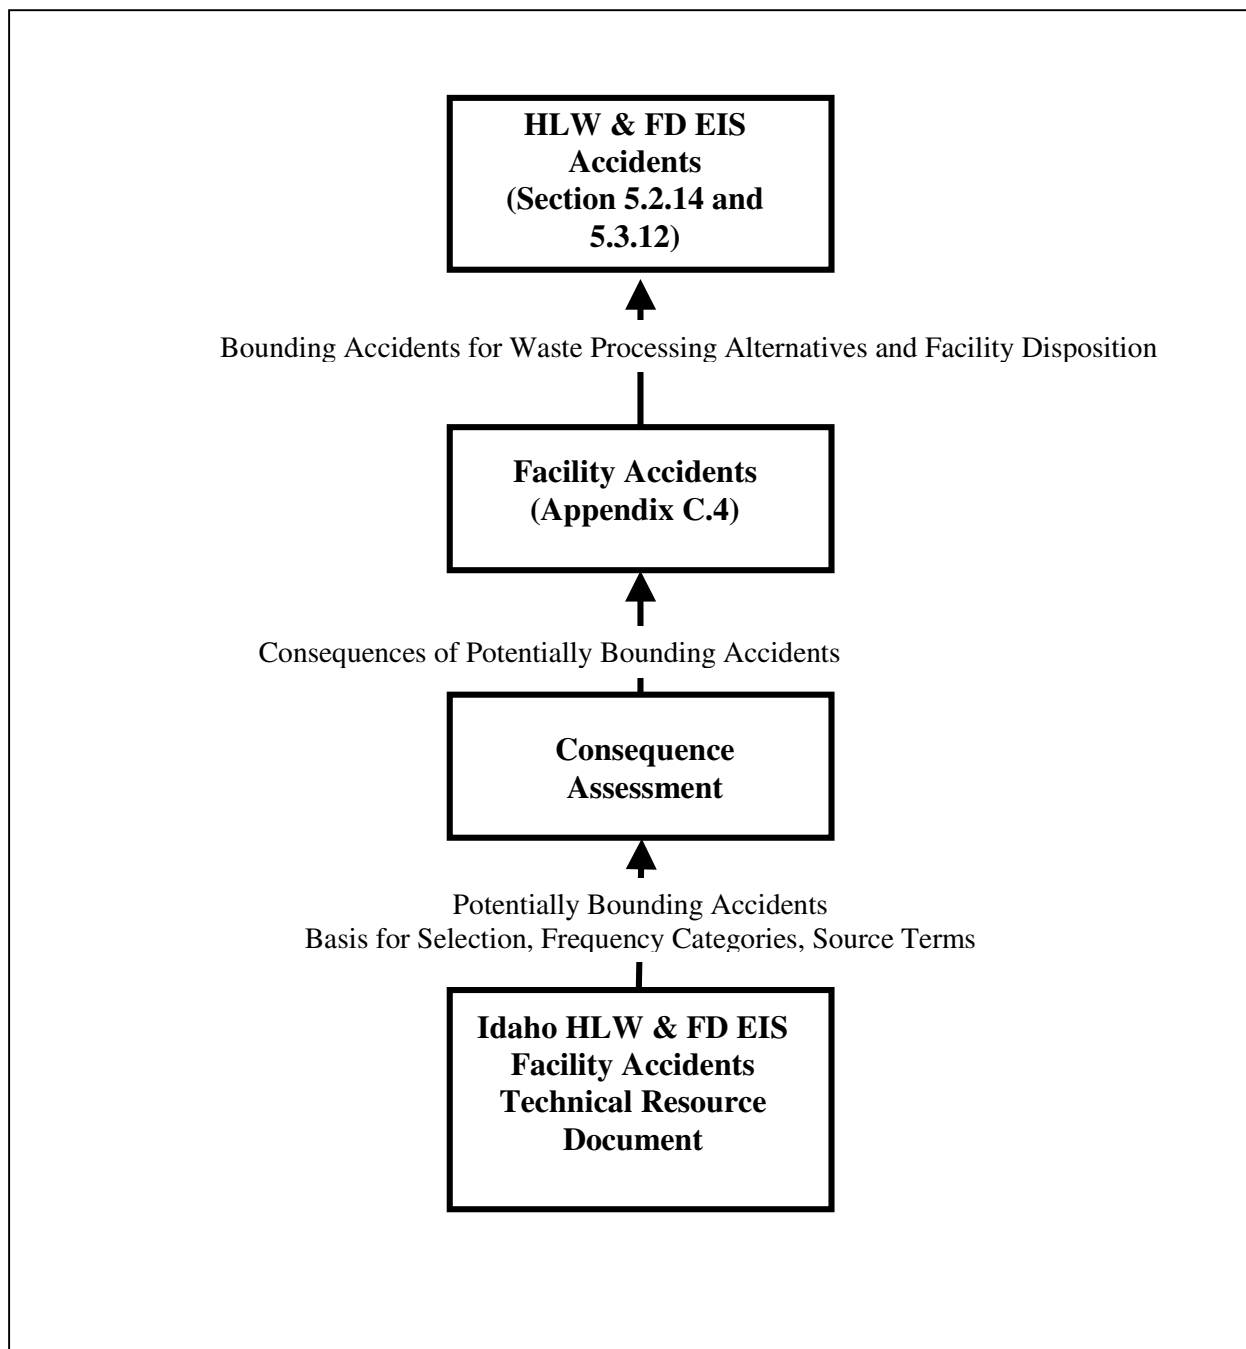 HLW & FD EIS
Accidents
(Section 5.2.14 and
5.3.12)
Bounding Accidents for Waste Processing Alternatives and Facility Disposition
Facility Accidents
(Appendix C.4)
Consequences of Potentially Bounding Accidents
Consequence
Assessment
Potentially Bounding Accidents
Basis for Selection, Frequency Categories, Source Terms
Idaho HLW & FD EIS
Facility Accidents
Technical Resource
Document